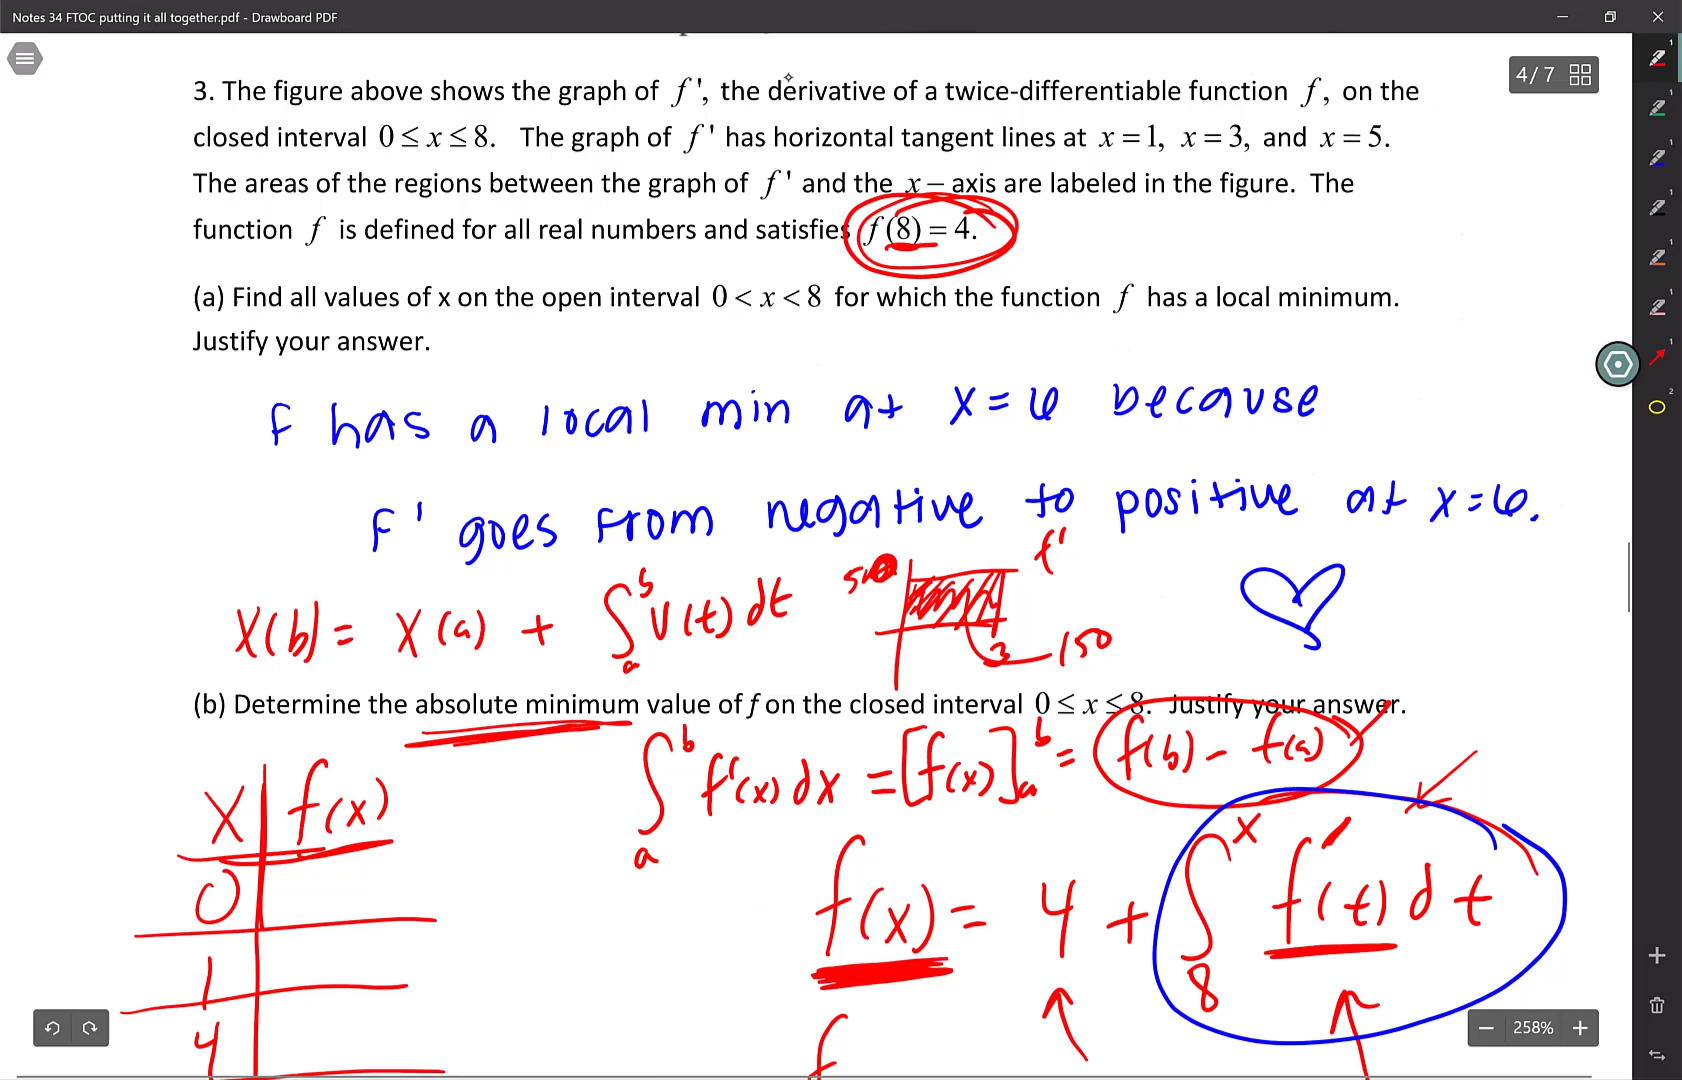 Notes 34 FTOC putting it all together.pdf - Drawboard PDF
4 / 7
3. The figure above shows the graph of f ', the derivative of a twice-differentiable function f, on the
closed interval 0 ≤ x ≤ 8. The graph of f ' has horizontal tangent lines at x = 1, x = 3, and x = 5.
The areas of the regions between the graph of f ' and the x – axis are labeled in the figure. The
function f is defined for all real numbers and satisfies f (8) = 4.
(a) Find all values of x on the open interval 0 < x < 8 for which the function f has a local minimum.
Justify your answer.
F has a local min at x = 6 because
F ' goes from negative to positive at x = 6.
X(b) = X(a) + ∫_a^b V(t) dt
f'
3
150
(b) Determine the absolute minimum value of f on the closed interval 0 ≤ x ≤ 8. Justify your answer.
∫_a^b f'(x) dx = [f(x)]_a^b = f(b) - f(a)
x f(x)
f(x) = 4 + ∫_8^x f'(t) dt
0
1
4
f
258%